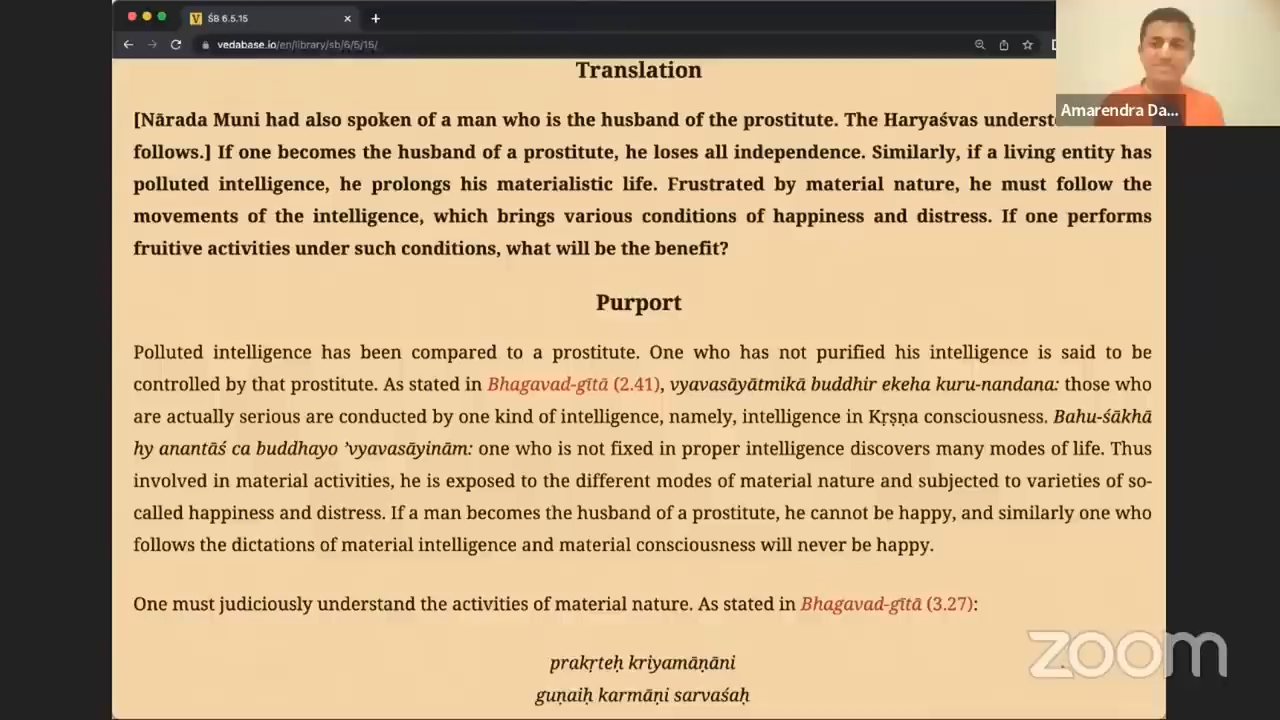 ŚB 6.5.15
vedabase.io/en/library/sb/6/5/15/
Amarendra Da...
Translation
[Nārada Muni had also spoken of a man who is the husband of the prostitute. The Haryaśvas underst
follows.] If one becomes the husband of a prostitute, he loses all independence. Similarly, if a living entity has
polluted intelligence, he prolongs his materialistic life. Frustrated by material nature, he must follow the
movements of the intelligence, which brings various conditions of happiness and distress. If one performs
fruitive activities under such conditions, what will be the benefit?
Purport
Polluted intelligence has been compared to a prostitute. One who has not purified his intelligence is said to be
controlled by that prostitute. As stated in Bhagavad-gītā (2.41), vyavasāyātmikā buddhir ekeha kuru-nandana: those who
are actually serious are conducted by one kind of intelligence, namely, intelligence in Kṛṣṇa consciousness. Bahu-śākhā
hy anantāś ca buddhayo ’vyavasāyinām: one who is not fixed in proper intelligence discovers many modes of life. Thus
involved in material activities, he is exposed to the different modes of material nature and subjected to varieties of so-
called happiness and distress. If a man becomes the husband of a prostitute, he cannot be happy, and similarly one who
follows the dictations of material intelligence and material consciousness will never be happy.
One must judiciously understand the activities of material nature. As stated in Bhagavad-gītā (3.27):
prakṛteḥ kriyamāṇāni
guṇaiḥ karmāṇi sarvaśaḥ
zoom